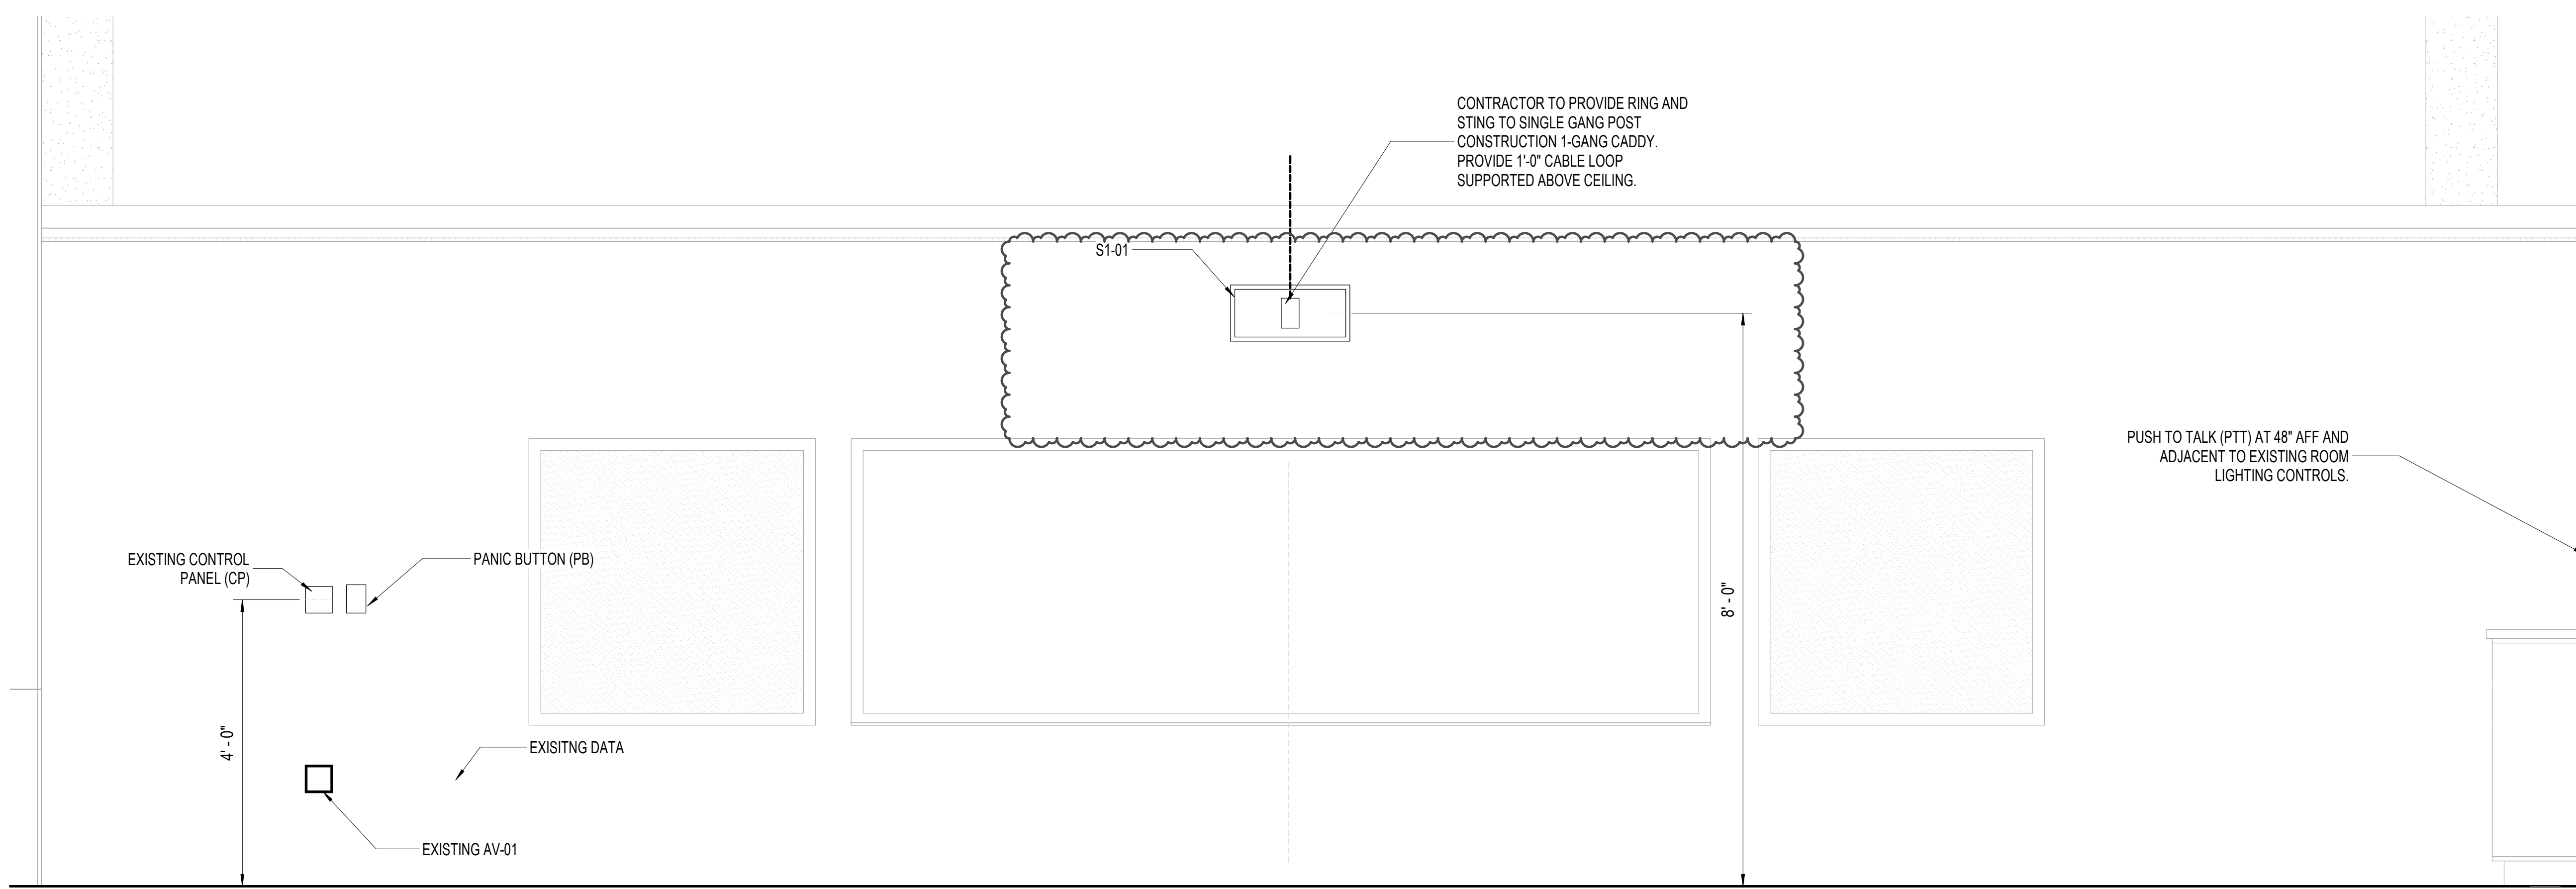 CONTRACTOR TO PROVIDE RING AND
STING TO SINGLE GANG POST
CONSTRUCTION 1-GANG CADDY.
PROVIDE 1'-0" CABLE LOOP
SUPPORTED ABOVE CEILING.
S1-01
PUSH TO TALK (PTT) AT 48" AFF AND
ADJACENT TO EXISTING ROOM
LIGHTING CONTROLS.
EXISTING CONTROL
PANEL (CP)
PANIC BUTTON (PB)
8' - 0"
4' - 0"
EXISITNG DATA
EXISTING AV-01